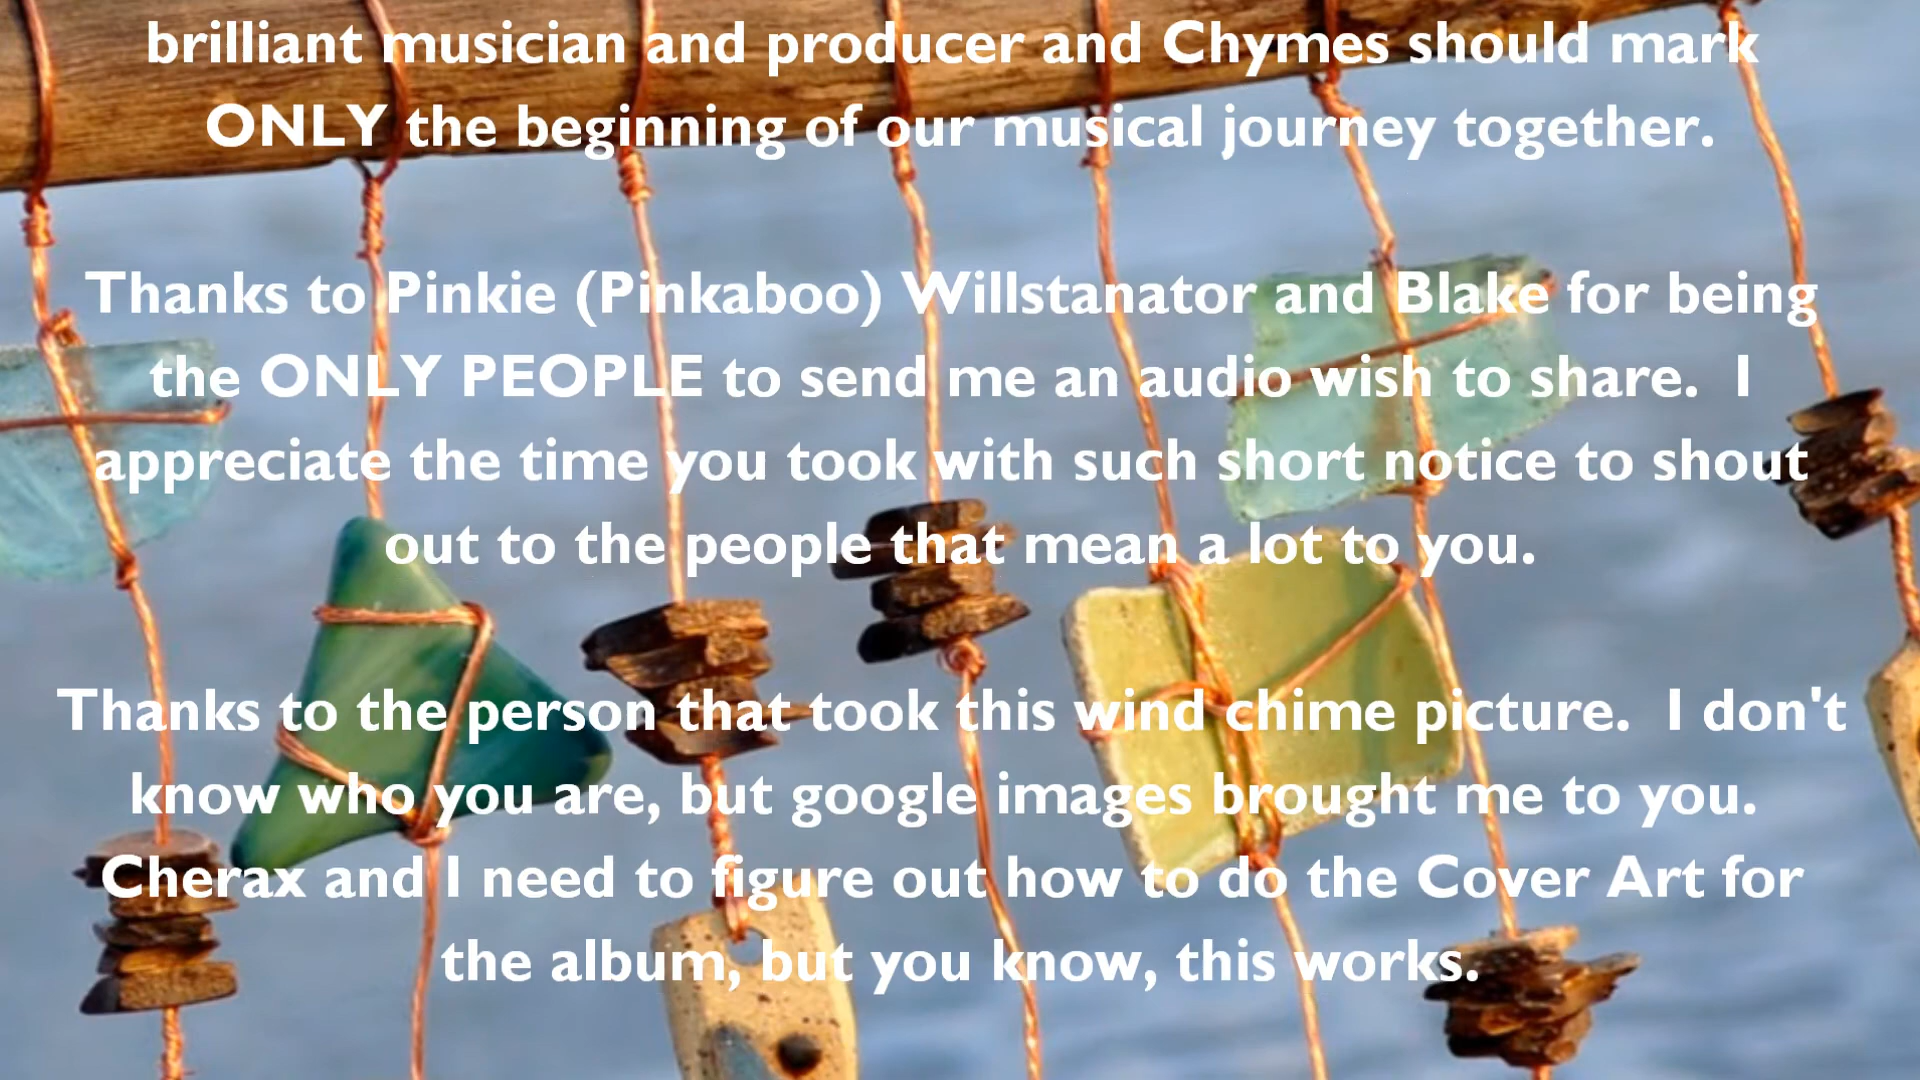 brilliant musician and producer and Chymes should mark
ONLY the beginning of our musical journey together.
Thanks to Pinkie (Pinkaboo) Willstanator and Blake for being
the ONLY PEOPLE to send me an audio wish to share.  I
appreciate the time you took with such short notice to shout
out to the people that mean a lot to you.
Thanks to the person that took this wind chime picture.  I don't
know who you are, but google images brought me to you.
Cherax and I need to figure out how to do the Cover Art for
the album, but you know, this works.